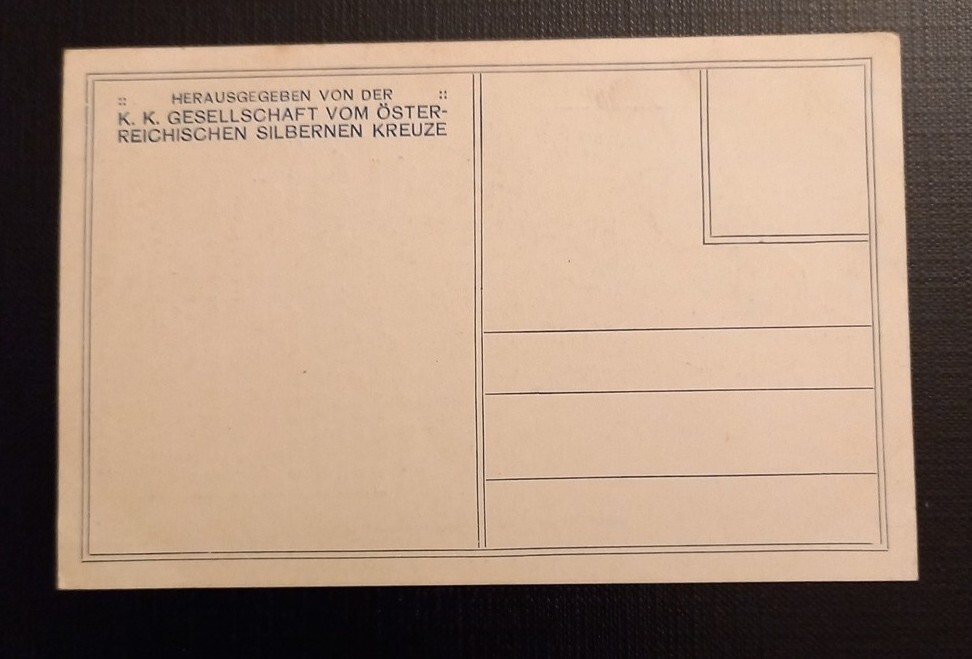 :: HERAUSGEGEBEN VON DER ::
K. K. GESELLSCHAFT VOM ÖSTER-
REICHISCHEN SILBERNEN KREUZE